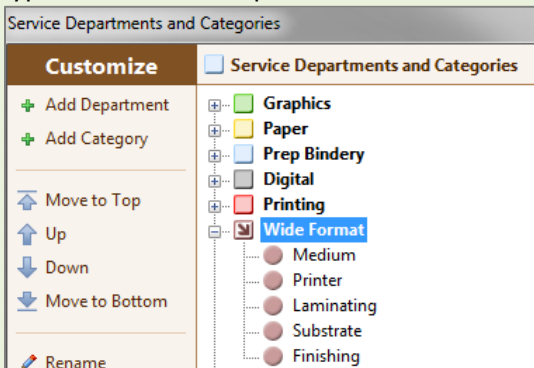 Service Departments and Categories
Customize
Service Departments and Categories
Add Department
Add Category
Move to Top
Up
Down
Move to Bottom
Rename
Graphics
Paper
Prep Bindery
Digital
Printing
Wide Format
Medium
Printer
Laminating
Substrate
Finishing